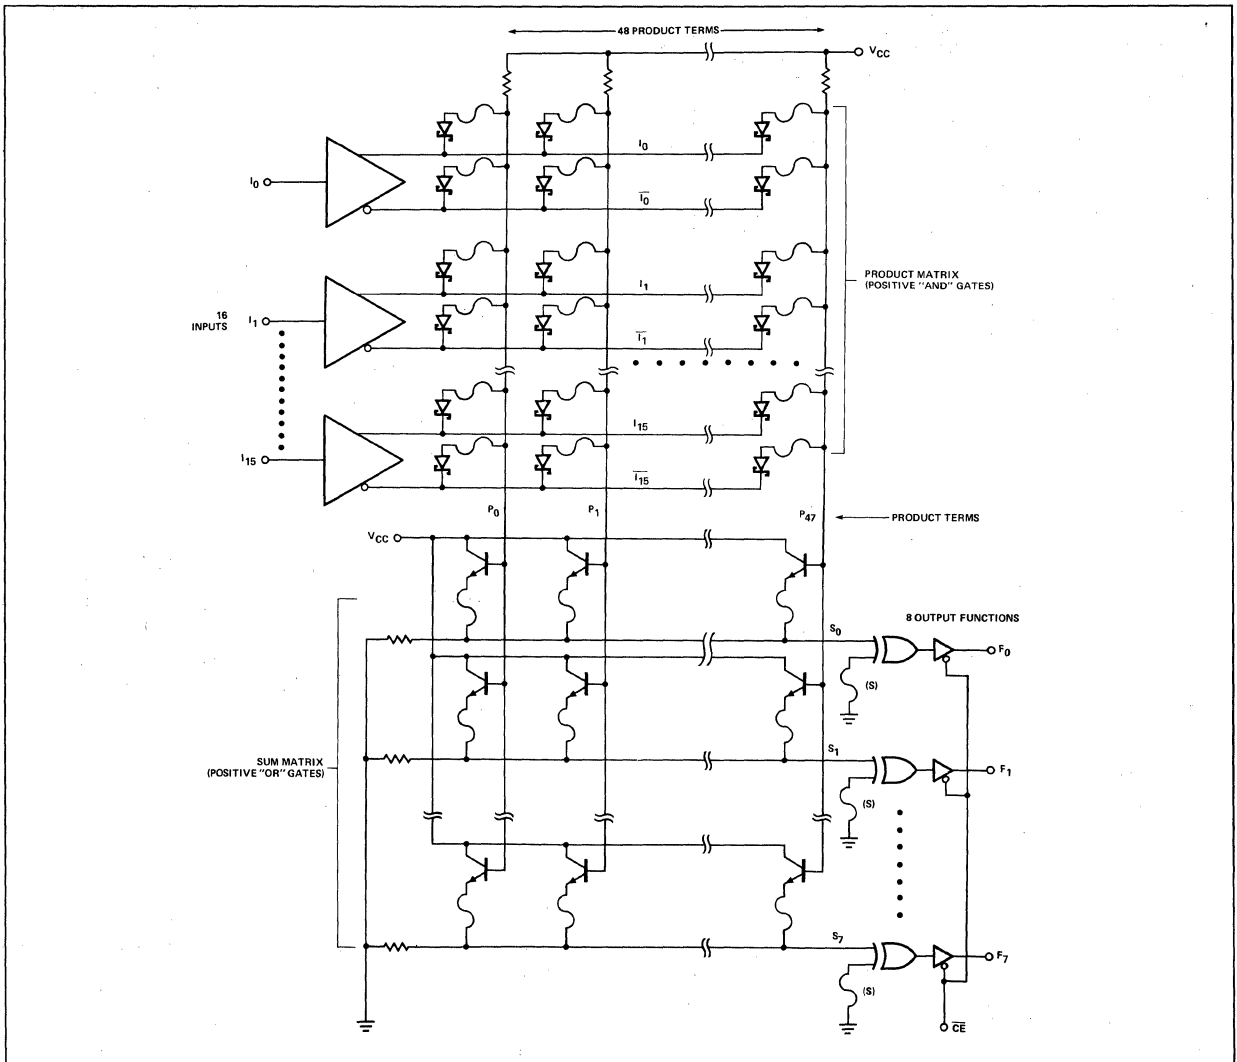 48 PRODUCT TERMS
VCC
I0
I0
I0
I1
16
INPUTS
I1
I1
PRODUCT MATRIX
(POSITIVE "AND" GATES)
I15
I15
I15
P0
P1
P47
PRODUCT TERMS
VCC
8 OUTPUT FUNCTIONS
S0
F0
(S)
SUM MATRIX
(POSITIVE "OR" GATES)
S1
F1
(S)
S7
F7
(S)
CE